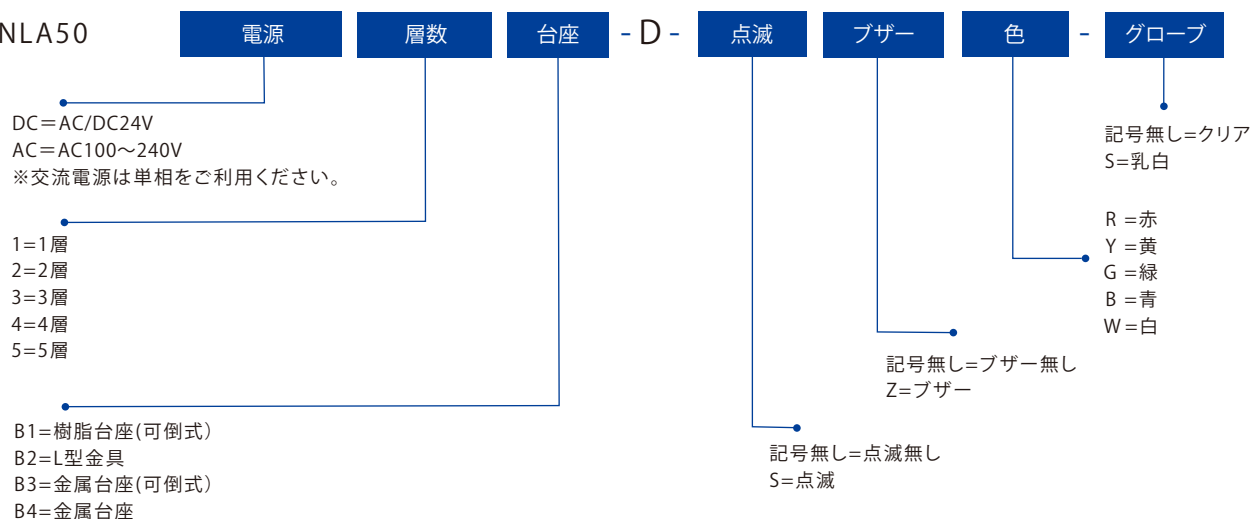 NLA50 電源 層数 台座 -D- 点滅 ブザー 色 - グローブ
DC＝AC/DC24V
AC＝AC100～240V
※交流電源は単相をご利用ください。
記号無し=クリア
S=乳白
1=1層
2=2層
3=3層
4=4層
5=5層
R =赤
Y =黄
G =緑
B =青
W=白
記号無し=ブザー無し
Z=ブザー
B1=樹脂台座(可倒式）
B2=L型金具
B3=金属台座(可倒式）
B4=金属台座
記号無し=点滅無し
S=点滅